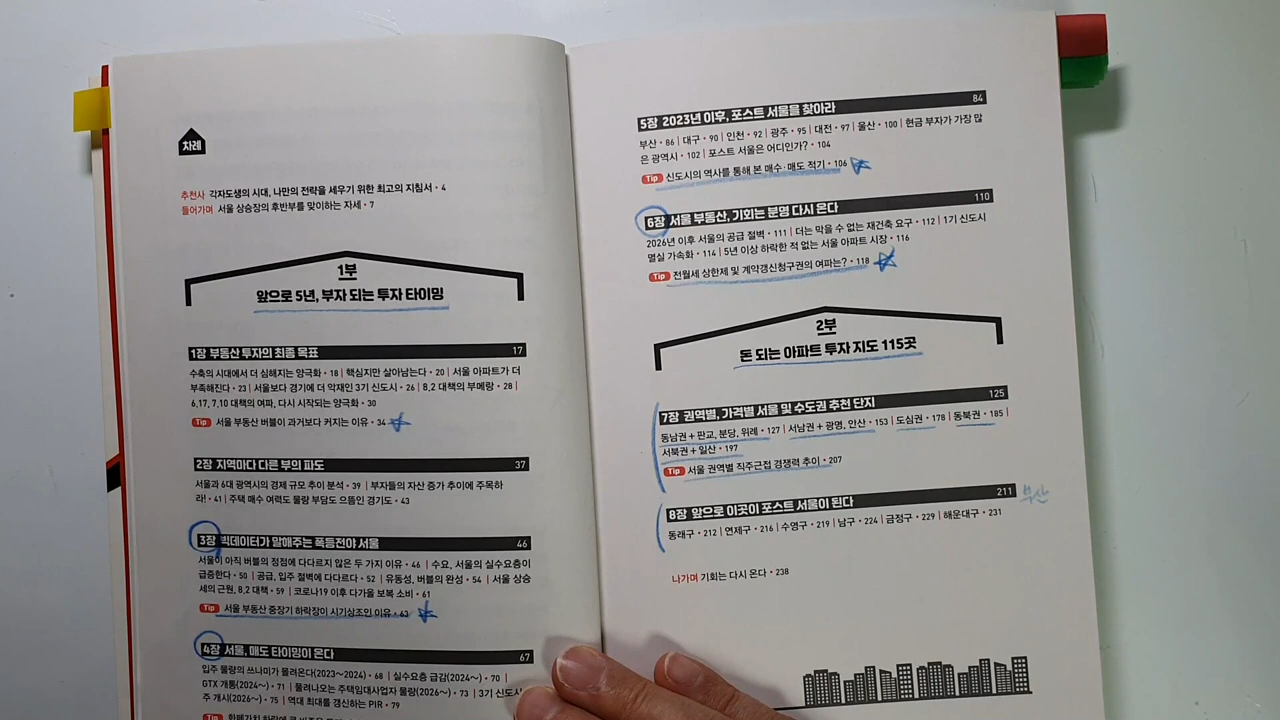 차례
추천사 각자도생의 시대, 나만의 전략을 세우기 위한 최고의 지침서 • 4
들어가며 서울 상승장의 후반부를 맞이하는 자세 • 7
1부
앞으로 5년, 부자 되는 투자 타이밍
1장 부동산 투자의 최종 목표 17
수축의 시대에서 더 심해지는 양극화 • 18 | 핵심지만 살아남는다 • 20 | 서울 아파트가 더
부족해진다 • 23 | 서울보다 경기에 더 악재인 3기 신도시 • 26 | 8.2 대책의 부메랑 • 28 |
6.17, 7.10 대책의 여파, 다시 시작되는 양극화 • 30
Tip 서울 부동산 버블이 과거보다 커지는 이유 • 34
2장 지역마다 다른 부의 파도 37
서울과 6대 광역시의 경제 규모 추이 분석 • 39 | 부자들의 자산 증가 추이에 주목하
라! • 41 | 주택 매수 여력도 물량 부담도 으뜸인 경기도 • 43
3장 빅데이터가 말해주는 폭등전야 서울 46
서울이 아직 버블의 정점에 다다르지 않은 두 가지 이유 • 46 | 수요, 서울의 실수요층이
급증한다 • 50 | 공급, 입주 절벽에 다다르다 • 52 | 유동성, 버블의 완성 • 54 | 서울 상승
세의 근원, 8.2 대책 • 59 | 코로나19 이후 다가올 보복 소비 • 61
Tip 서울 부동산 중장기 하락장이 시기상조인 이유 • 63
4장 서울, 매도 타이밍이 온다 67
입주 물량의 쓰나미가 몰려온다(2023~2024) • 68 | 실수요층 급감(2024~) • 70 |
GTX 개통(2024~) • 71 | 풀려나오는 주택임대사업자 물량(2026~) • 73 | 3기 신도시
주 개시(2026~) • 75 | 역대 최대를 갱신하는 PIR • 79
Tip
5장 2023년 이후, 포스트 서울을 찾아라 84
부산 • 86 | 대구 • 90 | 인천 • 92 | 광주 • 95 | 대전 • 97 | 울산 • 100 | 현금 부자가 가장 많
은 광역시 • 102 | 포스트 서울은 어디인가? • 104
Tip 신도시의 역사를 통해 본 매수·매도 적기 • 106
6장 서울 부동산, 기회는 분명 다시 온다 110
2026년 이후 서울의 공급 절벽 • 111 | 더는 막을 수 없는 재건축 요구 • 112 | 1기 신도시
멸실 가속화 • 114 | 5년 이상 하락한 적 없는 서울 아파트 시장 • 116
Tip 전월세 상한제 및 계약갱신청구권의 여파는? • 118
2부
돈 되는 아파트 투자 지도 115곳
7장 권역별, 가격별 서울 및 수도권 추천 단지 125
동남권 + 판교, 분당, 위례 • 127 | 서남권 + 광명, 안산 • 153 | 도심권 • 178 | 동북권 • 185 |
서북권 + 일산 • 197
Tip 서울 권역별 직주근접 경쟁력 추이 • 207
8장 앞으로 이곳이 포스트 서울이 된다 211 부산
동래구 • 212 | 연제구 • 216 | 수영구 • 219 | 남구 • 224 | 금정구 • 229 | 해운대구 • 231
나가며 기회는 다시 온다 • 238